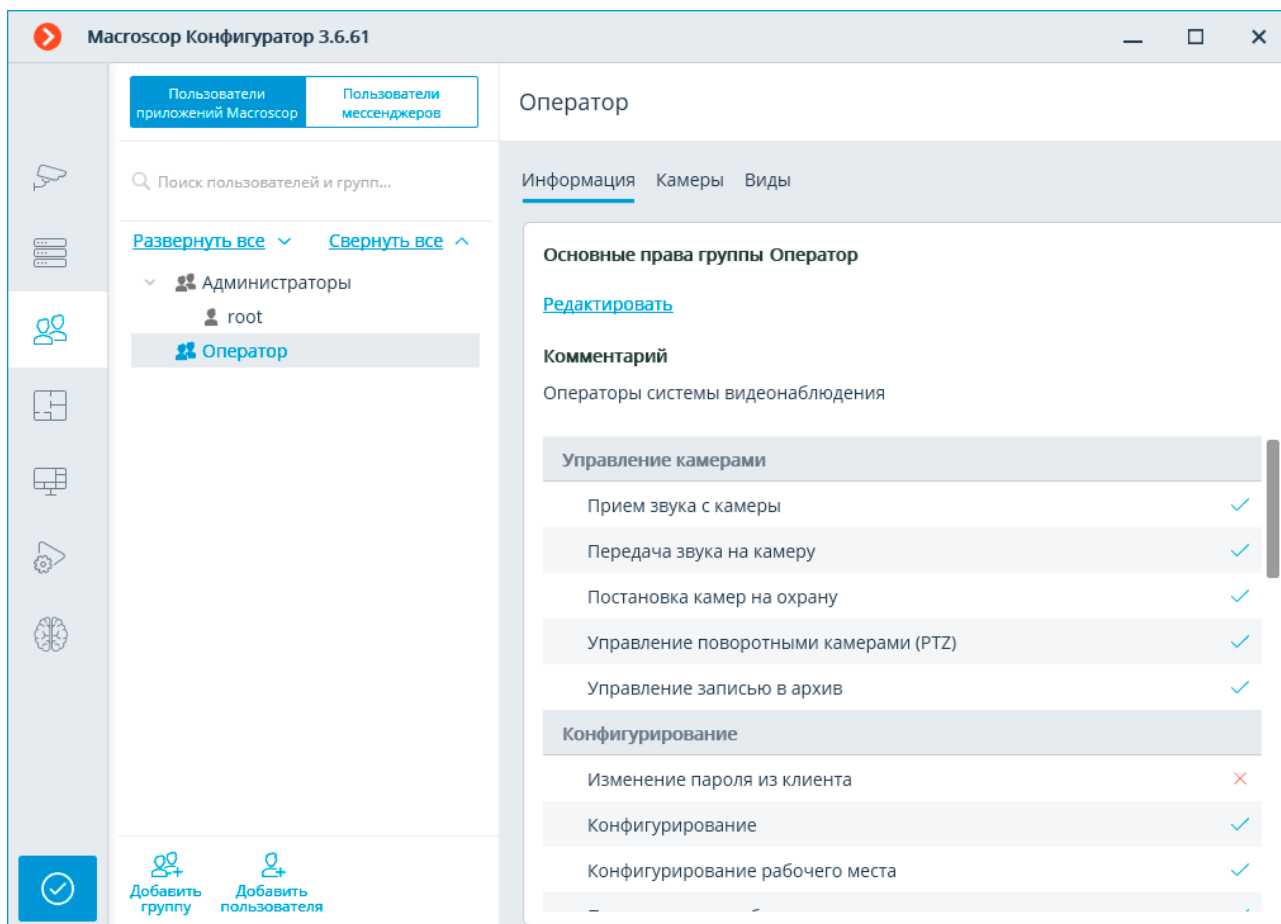 Macroscop Конфигуратор 3.6.61
Пользователи
приложений Macroscop
Пользователи
мессенджеров
Поиск пользователей и групп...
Развернуть все
Свернуть все
Администраторы
root
Оператор
Добавить
группу
Добавить
пользователя
Оператор
Информация Камеры Виды
Основные права группы Оператор
Редактировать
Комментарий
Операторы системы видеонаблюдения
Управление камерами
Прием звука с камеры
Передача звука на камеру
Постановка камер на охрану
Управление поворотными камерами (PTZ)
Управление записью в архив
Конфигурирование
Изменение пароля из клиента
Конфигурирование
Конфигурирование рабочего места